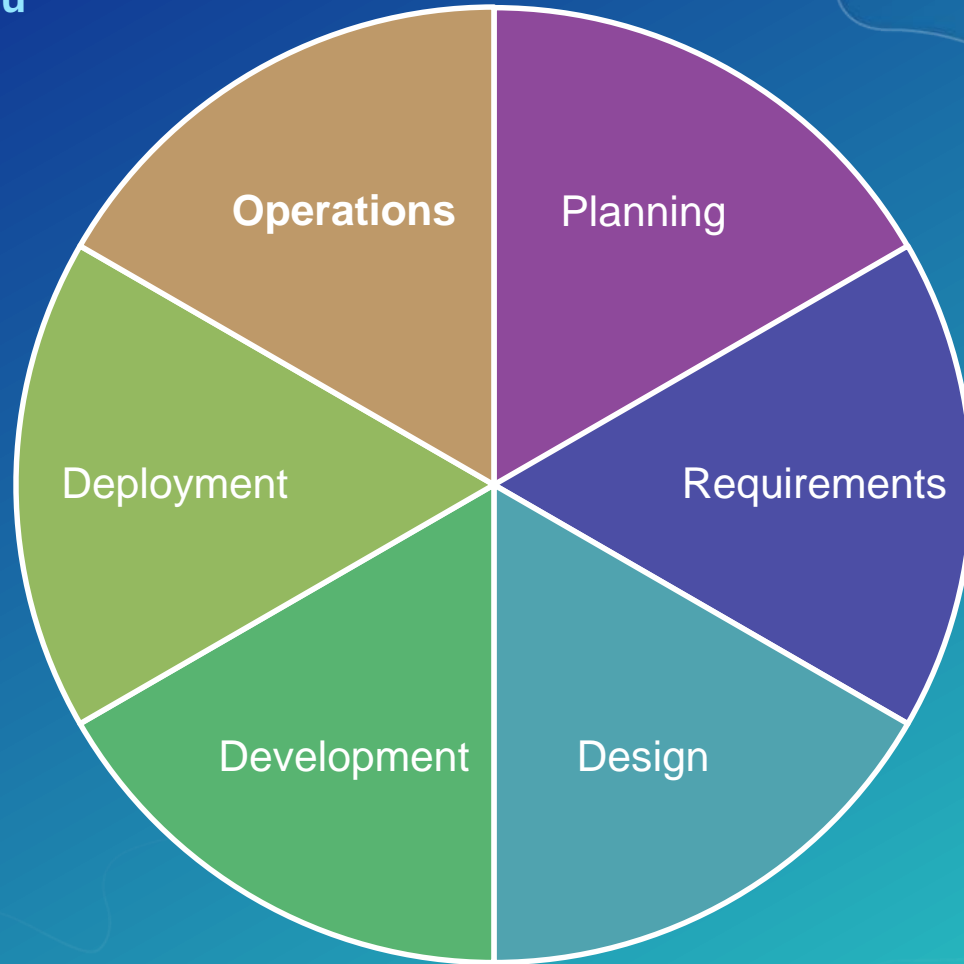 u
Operations
Planning
Deployment
Requirements
Development
Design